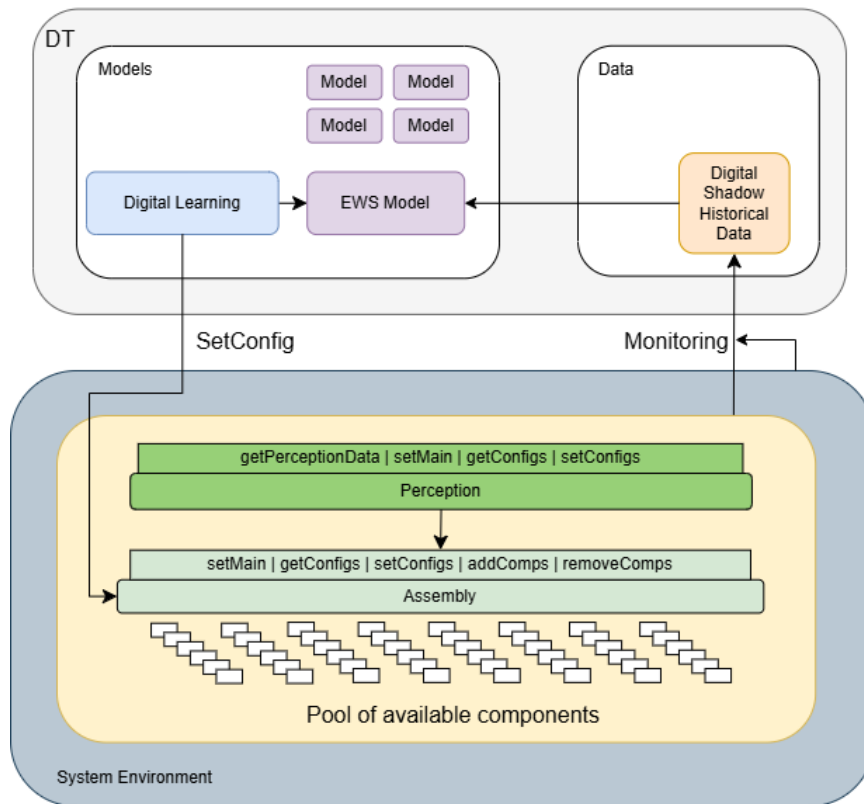 DT
Models
Data
Model
Model
Model
Model
Digital Learning
EWS Model
Digital
Shadow
Historical
Data
SetConfig
Monitoring
getPerceptionData | setMain | getConfigs | setConfigs
Perception
setMain | getConfigs | setConfigs | addComps | removeComps
Assembly
Pool of available components
System Environment